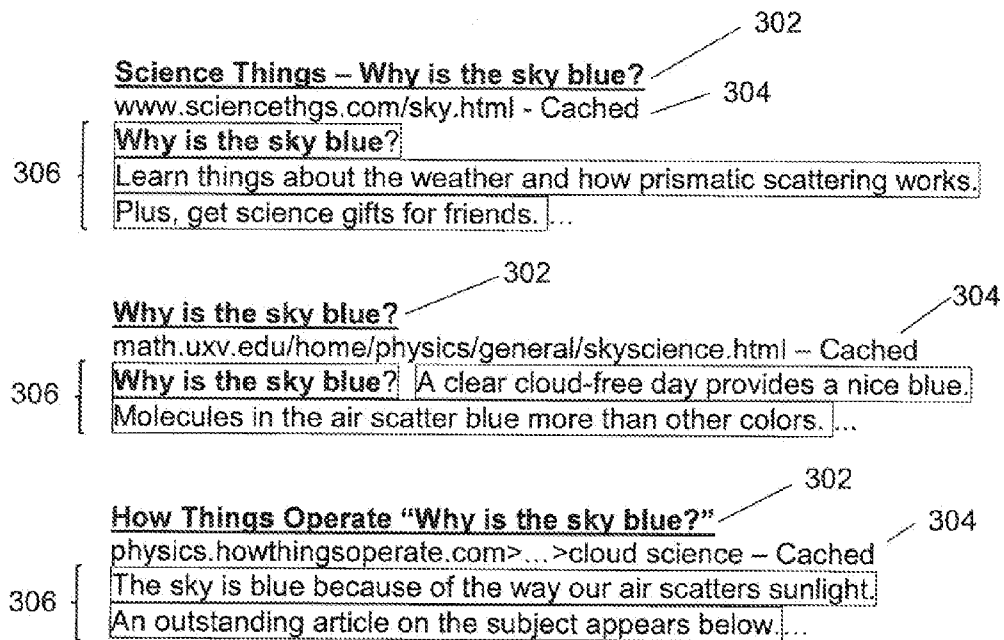 302
Science Things – Why is the sky blue?
304
www.sciencethgs.com/sky.html - Cached
Why is the sky blue?
306
Learn things about the weather and how prismatic scattering works.
Plus, get science gifts for friends. ...
302
304
Why is the sky blue?
math.uxv.edu/home/physics/general/skyscience.html – Cached
306
Why is the sky blue? A clear cloud-free day provides a nice blue.
Molecules in the air scatter blue more than other colors. ...
302
How Things Operate “Why is the sky blue?”
304
physics.howthingsoperate.com>...>cloud science – Cached
306
The sky is blue because of the way our air scatters sunlight.
An outstanding article on the subject appears below....